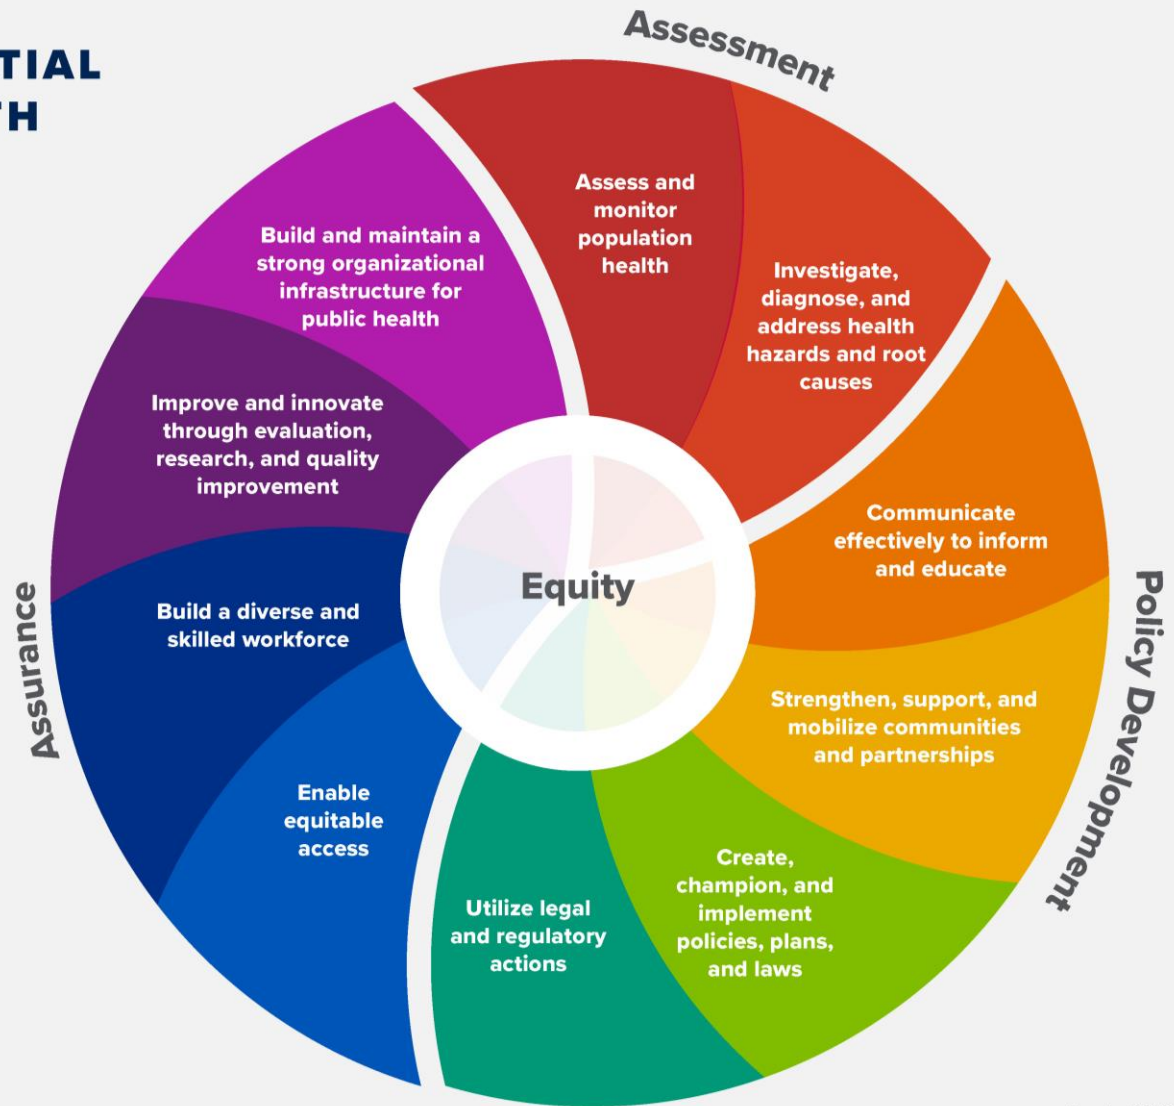 TIAL
TH
Assessment
Assess and
monitor
population
health
Investigate,
diagnose, and
address health
hazards and root
causes
Policy Development
Communicate
effectively to inform
and educate
Strengthen, support, and
mobilize communities
and partnerships
Create,
champion, and
implement
policies, plans,
and laws
Utilize legal
and regulatory
actions
Assurance
Enable
equitable
access
Build a diverse and
skilled workforce
Improve and innovate
through evaluation,
research, and quality
improvement
Build and maintain a
strong organizational
infrastructure for
public health
Equity